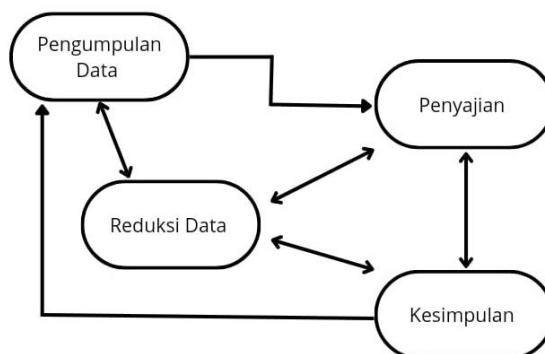 Pengumpulan
Data
Penyajian
Reduksi Data
Kesimpulan